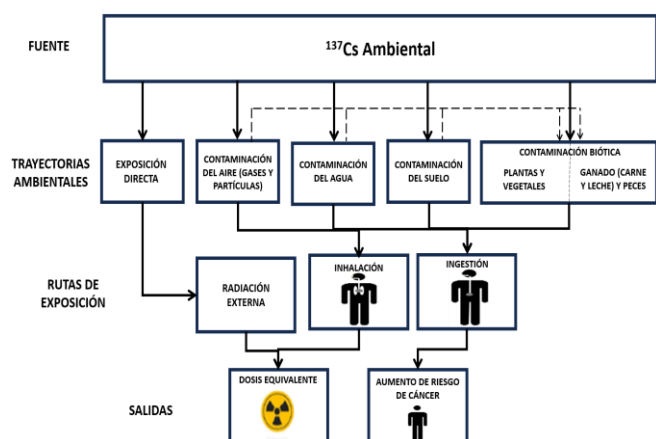 FUENTE
¹³⁷Cs Ambiental
TRAYECTORIAS
AMBIENTALES
EXPOSICIÓN
DIRECTA
CONTAMINACIÓN
DEL AIRE (GASES Y
PARTÍCULAS)
CONTAMINACIÓN
DEL AGUA
CONTAMINACIÓN
DEL SUELO
CONTAMINACIÓN BIÓTICA
PLANTAS Y
VEGETALES
GANADO (CARNE
Y LECHE) Y PECES
RUTAS DE
EXPOSICIÓN
RADIACIÓN
EXTERNA
INHALACIÓN
INGESTIÓN
SALIDAS
DOSIS EQUIVALENTE
AUMENTO DE RIESGO
DE CÁNCER